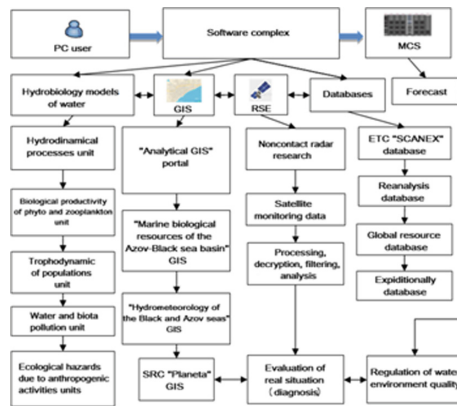 PC user
Software complex
MCS
Hydrobiology models
of water
GIS
RSE
Databases
Forecast
Hydrodinamical
processes unit
"Analytical GIS"
portal
Noncontact radar
research
ETC "SCANEX"
database
Biological productivity
of phyto and zooplankton
unit
Satellite
monitoring data
Reanalysis
database
"Marine biological
resources of the
Azov-Black sea basin"
GIS
Trophodynamic
of populations
unit
Processing,
decryption, filtering,
analysis
Global resource
database
Expiditionally
database
Water and biota
pollution unit
"Hydrometeorology
of the Black and Azov seas"
GIS
Ecological hazards
due to anthropogenic
activities units
SRC "Planeta"
GIS
Evaluation of
real situation
(diagnosis)
Regulation of water
environment quality